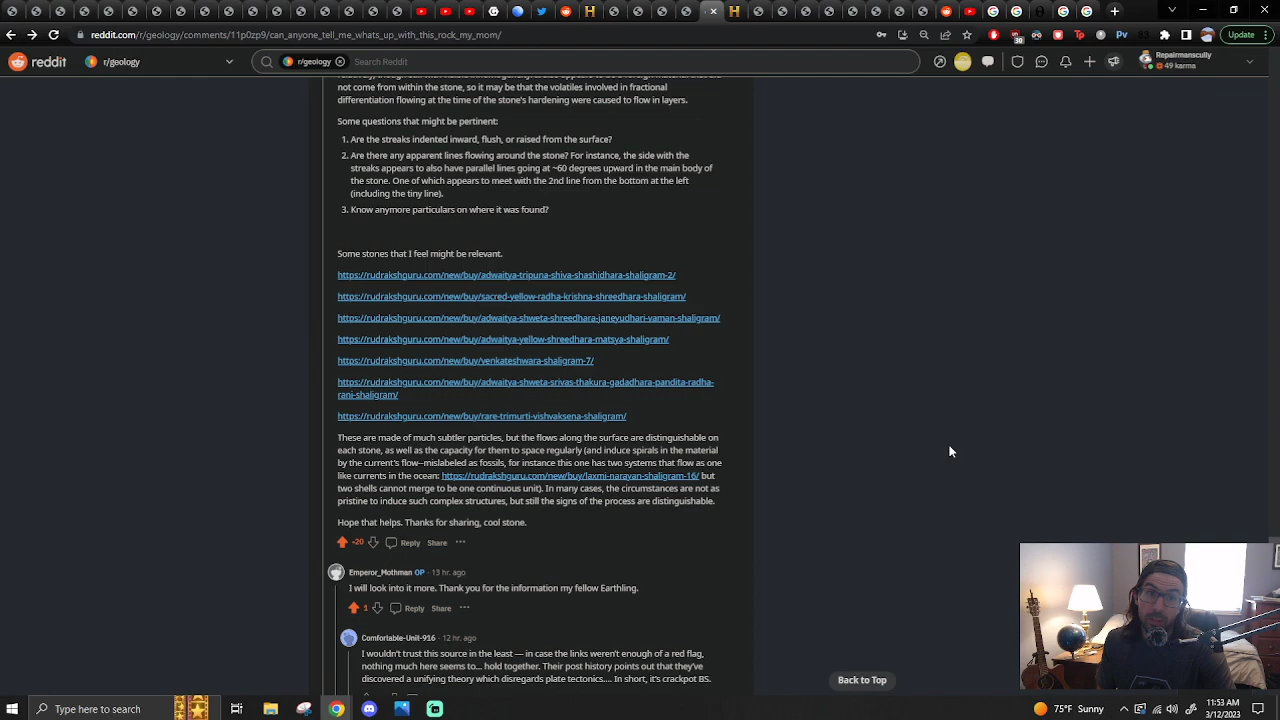 reddit.com/r/geology/comments/11p0zp9/can_anyone_tell_me_whats_up_with_this_rock_my_mom/
Update
reddit
r/geology
r/geology
Search Reddit
Repairmanscully
49 karma
not come from within the stone, so it may be that the volatiles involved in fractional
differentiation flowing at the time of the stone's hardening were caused to flow in layers.
Some questions that might be pertinent:
1. Are the streaks indented inward, flush, or raised from the surface?
2. Are there any apparent lines flowing around the stone? For instance, the side with the
streaks appears to also have parallel lines going at ~60 degrees upward in the main body of
the stone. One of which appears to meet with the 2nd line from the bottom at the left
(including the tiny line).
3. Know anymore particulars on where it was found?
Some stones that I feel might be relevant.
https://rudrakshguru.com/new/buy/adwaitya-tripuna-shiva-shashidhara-shaligram-2/
https://rudrakshguru.com/new/buy/sacred-yellow-radha-krishna-shreedhara-shaligram/
https://rudrakshguru.com/new/buy/adwaitya-shweta-shreedhara-janeyudhari-vaman-shaligram/
https://rudrakshguru.com/new/buy/adwaitya-yellow-shreedhara-matsya-shaligram/
https://rudrakshguru.com/new/buy/venkateshwara-shaligram-7/
https://rudrakshguru.com/new/buy/adwaitya-shweta-srivas-thakura-gadadhara-pandita-radha-
rani-shaligram/
https://rudrakshguru.com/new/buy/rare-trimurti-vishvaksena-shaligram/
These are made of much subtler particles, but the flows along the surface are distinguishable on
each stone, as well as the capacity for them to space regularly (and induce spirals in the material
by the current's flow--mislabeled as fossils, for instance this one has two systems that flow as one
like currents in the ocean: https://rudrakshguru.com/new/buy/laxmi-narayan-shaligram-16/ but
two shells cannot merge to be one continuous unit). In many cases, the circumstances are not as
pristine to induce such complex structures, but still the signs of the process are distinguishable.
Hope that helps. Thanks for sharing, cool stone.
-20 Reply Share
Emperor_Mothman OP · 13 hr. ago
I will look into it more. Thank you for the information my fellow Earthling.
1 Reply Share
Comfortable-Unit-916 · 12 hr. ago
I wouldn't trust this source in the least — in case the links weren't enough of a red flag,
nothing much here seems to... hold together. Their post history points out that they've
discovered a unifying theory which disregards plate tectonics.... In short, it's crackpot BS.
Back to Top
Type here to search
75°F Sunny
11:53 AM
3/12/2023